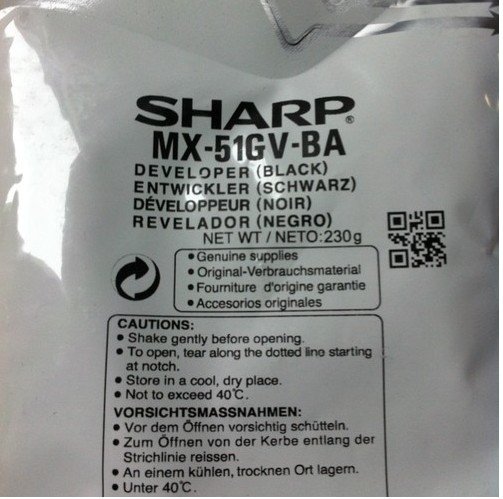 SHARP®
MX-51GV-BA
DEVELOPER (BLACK)
ENTWICKLER (SCHWARZ)
DÉVELOPPEUR (NOIR)
REVELADOR (NEGRO)
NET WT / NETO:230g
• Genuine supplies
• Original-Verbrauchsmaterial
• Fourniture d'origine garantie
• Accesorios originales
CAUTIONS:
• Shake gently before opening.
• To open, tear along the dotted line starting
at notch.
• Store in a cool, dry place.
• Not to exceed 40℃.
VORSICHTSMASSNAHMEN:
• Vor dem Öffnen vorsichtig schütteln.
• Zum Öffnen von der Kerbe entlang der
Strichlinie reissen.
• An einem kühlen, trocknen Ort lagern.
• Unter 40℃.